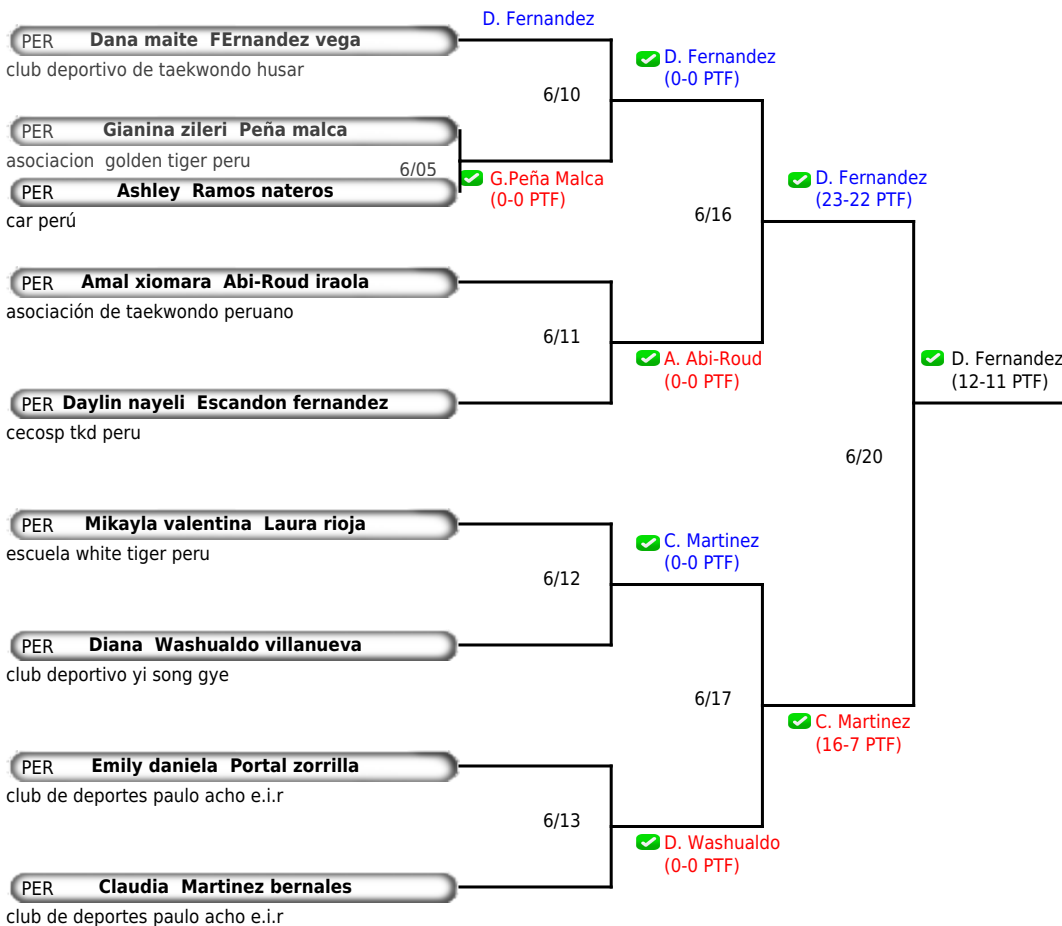 D. Fernandez
PER Dana maite FErnandez vega
club deportivo de taekwondo husar
D. Fernandez
(0-0 PTF)
6/10
PER Gianina zileri Peña malca
asociacion golden tiger peru
6/05
G.Peña Malca
(0-0 PTF)
PER Ashley Ramos nateros
car perú
D. Fernandez
(23-22 PTF)
6/16
PER Amal xiomara Abi-Roud iraola
asociación de taekwondo peruano
6/11
A. Abi-Roud
(0-0 PTF)
PER Daylin nayeli Escandon fernandez
cecosp tkd peru
D. Fernandez
(12-11 PTF)
6/20
PER Mikayla valentina Laura rioja
escuela white tiger peru
C. Martinez
(0-0 PTF)
6/12
PER Diana Washualdo villanueva
club deportivo yi song gye
6/17
C. Martinez
(16-7 PTF)
PER Emily daniela Portal zorrilla
club de deportes paulo acho e.i.r
6/13
D. Washualdo
(0-0 PTF)
PER Claudia Martinez bernales
club de deportes paulo acho e.i.r